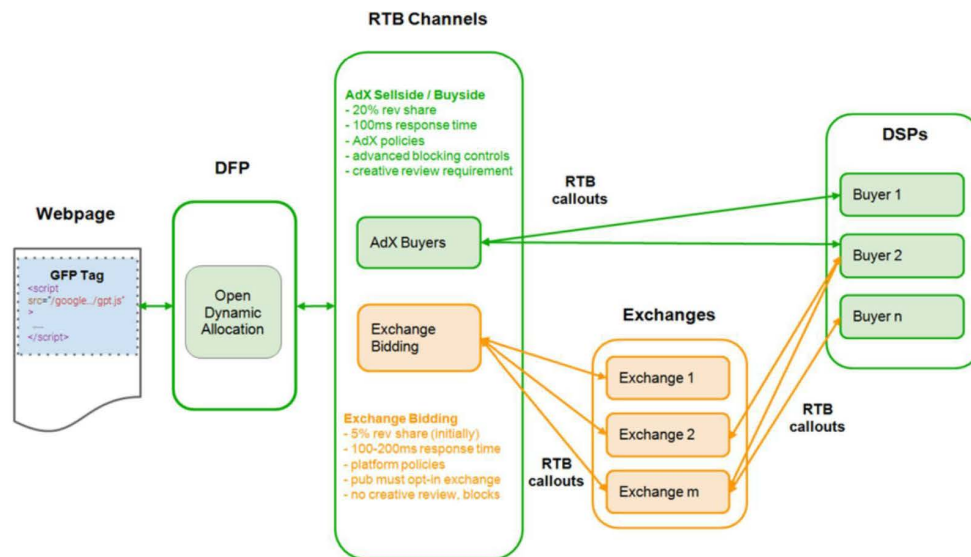 RTB Channels
AdX Sellside / Buyside
- 20% rev share
- 100ms response time
- AdX policies
- advanced blocking controls
- creative review requirement
DSPs
DFP
RTB
callouts
Buyer 1
Webpage
AdX Buyers
Buyer 2
GFP Tag
<script
src="/google../gpt.js"
>
....
</script>
Open
Dynamic
Allocation
Exchange
Bidding
Exchanges
Buyer n
Exchange 1
Exchange Bidding
- 5% rev share (initially)
- 100-200ms response time
- platform policies
- pub must opt-in exchange
- no creative review, blocks
Exchange 2
RTB
callouts
RTB
callouts
Exchange m